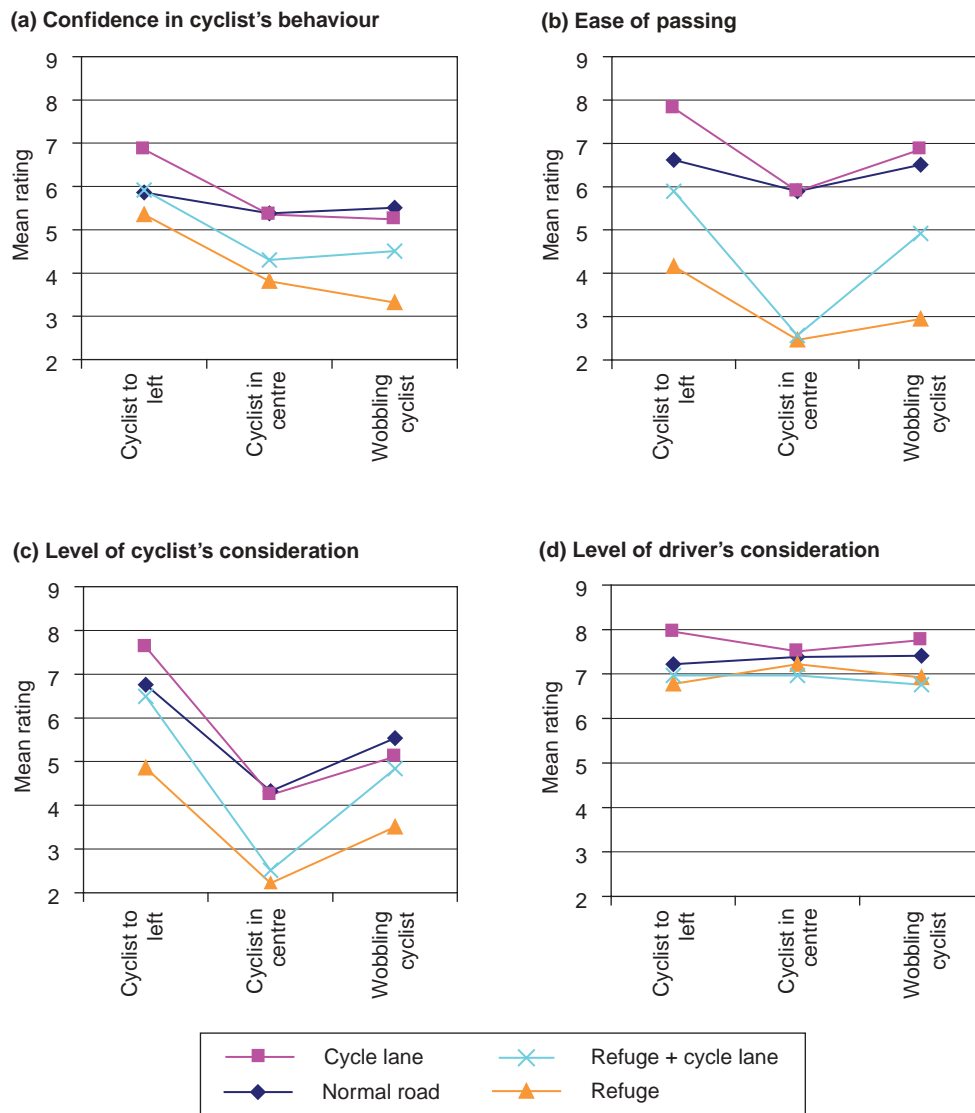 (a) Confidence in cyclist's behaviour
9
8
7
6
5
4
3
2
Mean rating
Cyclist to
left
Cyclist in
centre
Wobbling
cyclist
(b) Ease of passing
9
8
7
6
5
4
3
2
Mean rating
Cyclist to
left
Cyclist in
centre
Wobbling
cyclist
(c) Level of cyclist's consideration
9
8
7
6
5
4
3
2
Mean rating
Cyclist to
left
Cyclist in
centre
Wobbling
cyclist
(d) Level of driver's consideration
9
8
7
6
5
4
3
2
Mean rating
Cyclist to
left
Cyclist in
centre
Wobbling
cyclist
Cycle lane
Refuge + cycle lane
Normal road
Refuge